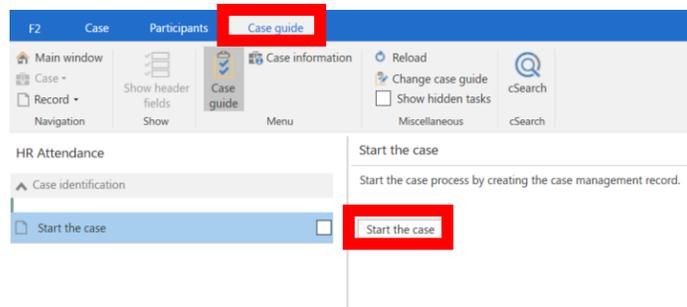 F2 Case Participants Case guide
Main window
Case
Record
Navigation
Show header
fields
Show
Case
guide
Case information
Menu
Reload
Change case guide
Show hidden tasks
Miscellaneous
cSearch
cSearch
HR Attendance
Case identification
Start the case
Start the case
Start the case process by creating the case management record.
Start the case